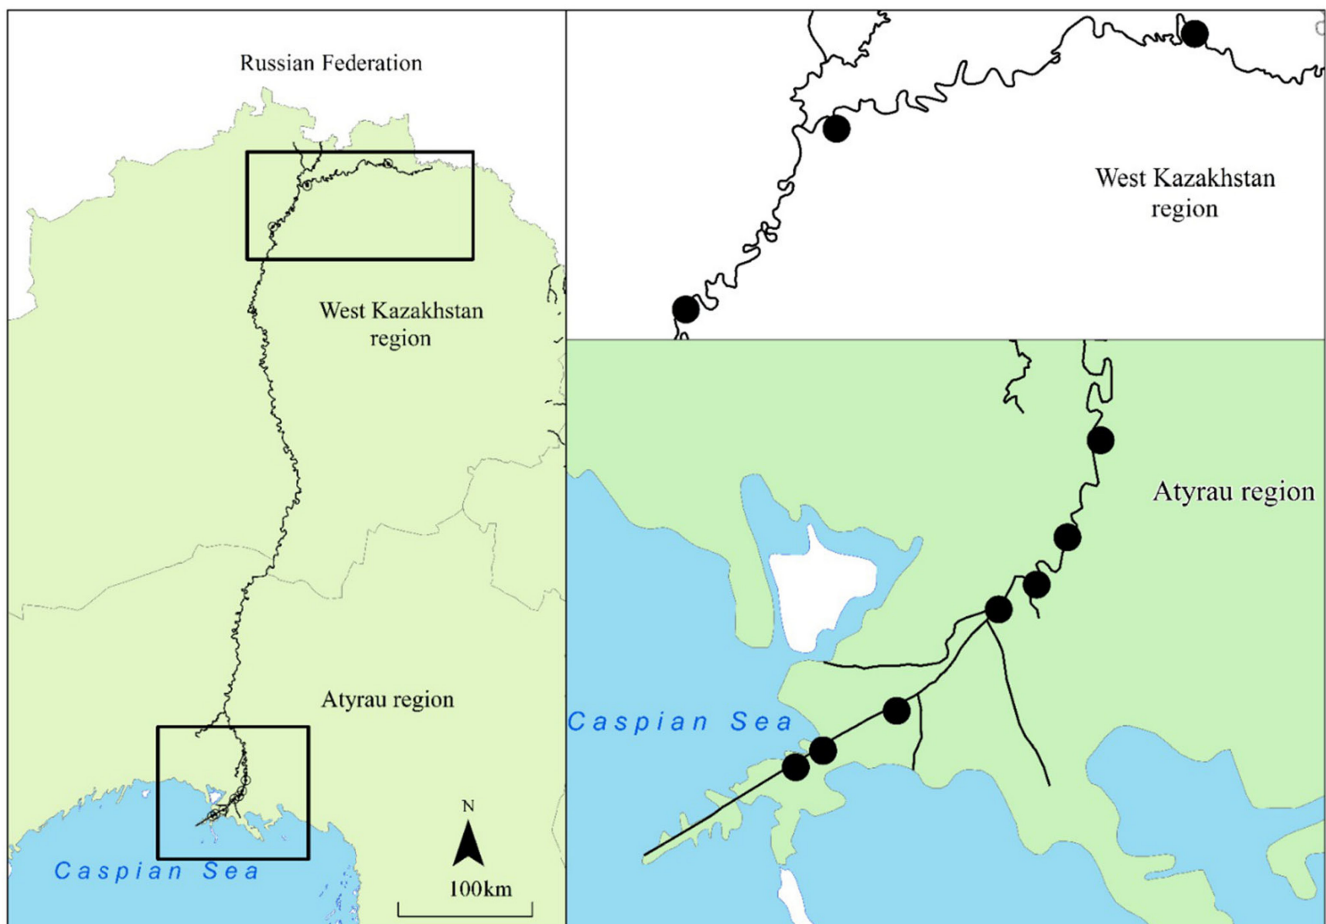 Russian Federation
West Kazakhstan
region
Atyrau region
Caspian Sea
N
100km
West Kazakhstan
region
Atyrau region
Caspian Sea